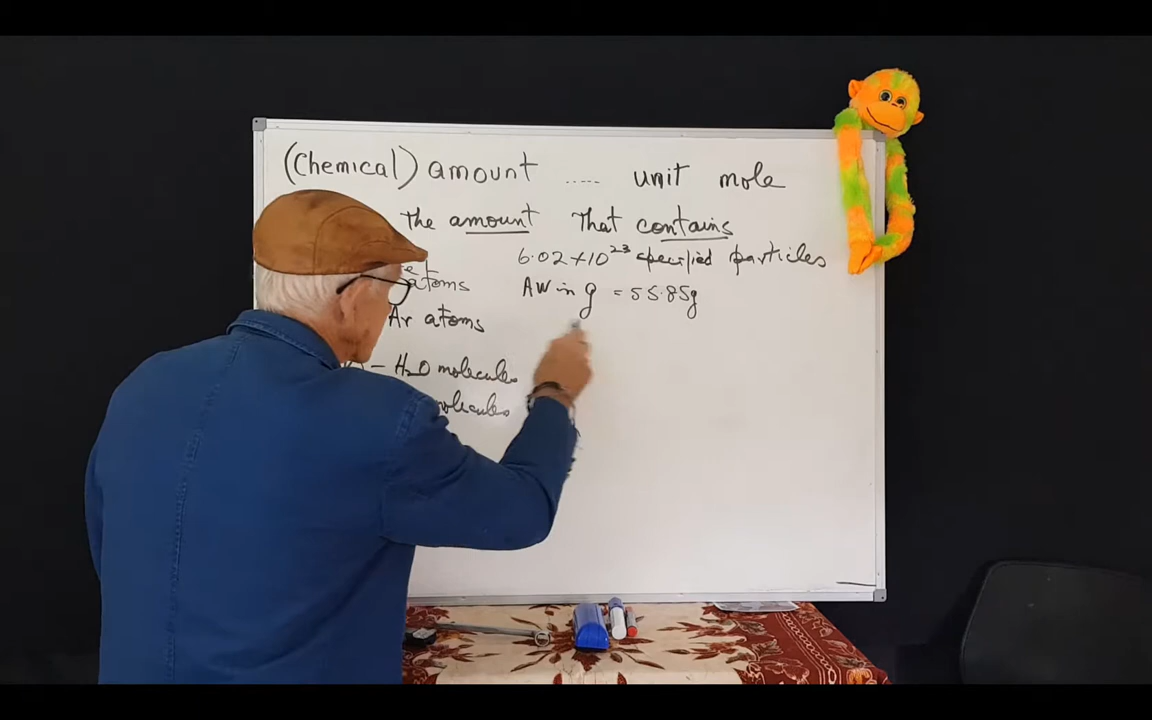 (Chemical) amount ..... unit mole
The amount That contains
6.02 × 10²³ specified particles
atoms AW in g = 55.85g
Ar atoms
– H₂O molecules
molecules